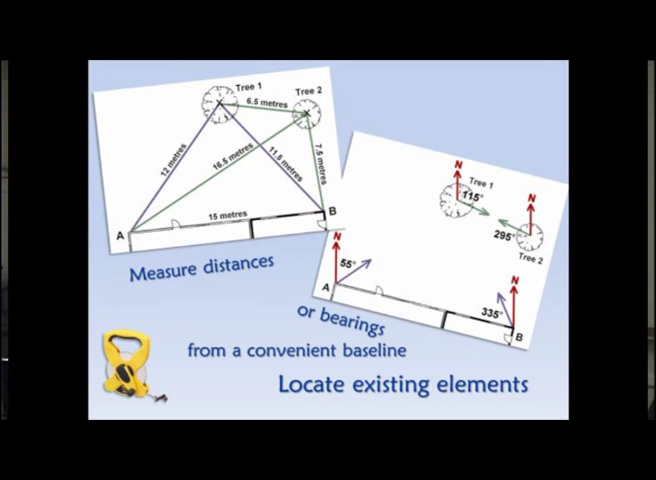 Tree 1
6.5 metres
Tree 2
12 metres
16.5 metres
11.5 metres
7.5 metres
15 metres
A
B
Measure distances
N
Tree 1
115°
N
295°
Tree 2
N
55°
A
N
335°
B
or bearings
from a convenient baseline
Locate existing elements